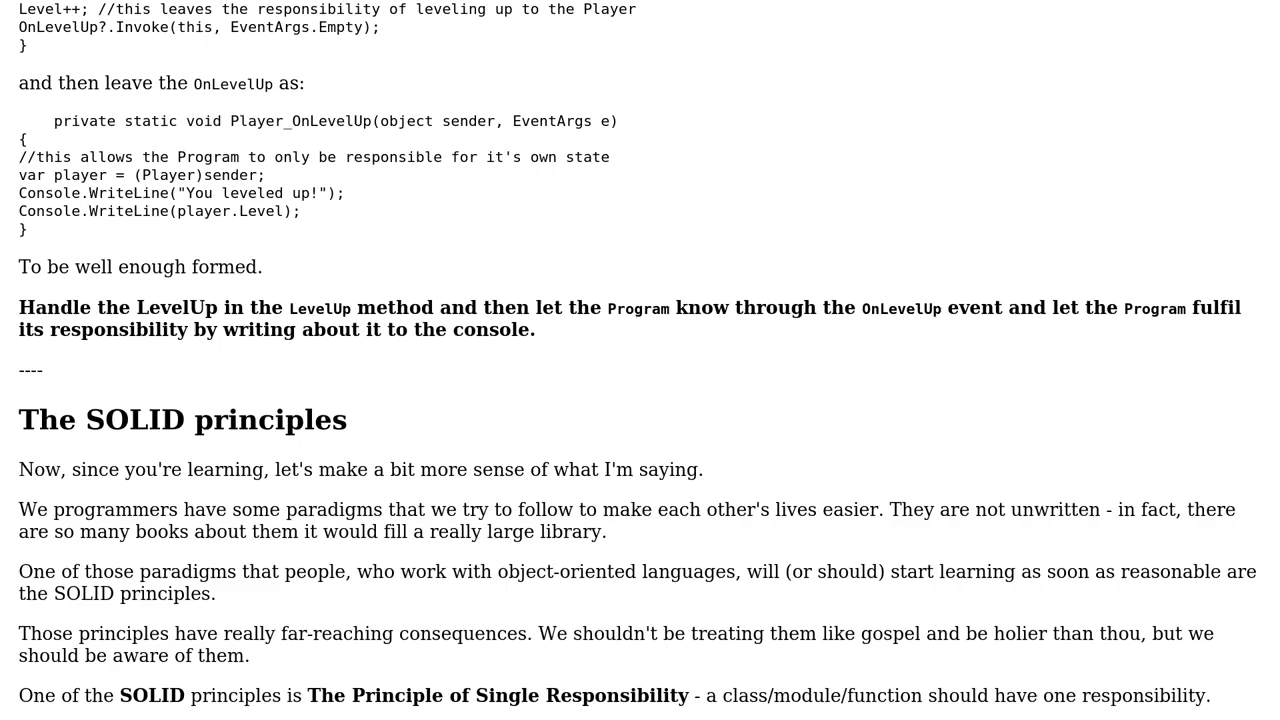 Level++; //this leaves the responsibility of leveling up to the Player
OnLevelUp?.Invoke(this, EventArgs.Empty);
}
and then leave the OnLevelUp as:
private static void Player_OnLevelUp(object sender, EventArgs e)
{
//this allows the Program to only be responsible for it's own state
var player = (Player)sender;
Console.WriteLine("You leveled up!");
Console.WriteLine(player.Level);
}
To be well enough formed.
Handle the LevelUp in the LevelUp method and then let the Program know through the OnLevelUp event and let the Program fulfil
its responsibility by writing about it to the console.
----
The SOLID principles
Now, since you're learning, let's make a bit more sense of what I'm saying.
We programmers have some paradigms that we try to follow to make each other's lives easier. They are not unwritten - in fact, there
are so many books about them it would fill a really large library.
One of those paradigms that people, who work with object-oriented languages, will (or should) start learning as soon as reasonable are
the SOLID principles.
Those principles have really far-reaching consequences. We shouldn't be treating them like gospel and be holier than thou, but we
should be aware of them.
One of the SOLID principles is The Principle of Single Responsibility - a class/module/function should have one responsibility.